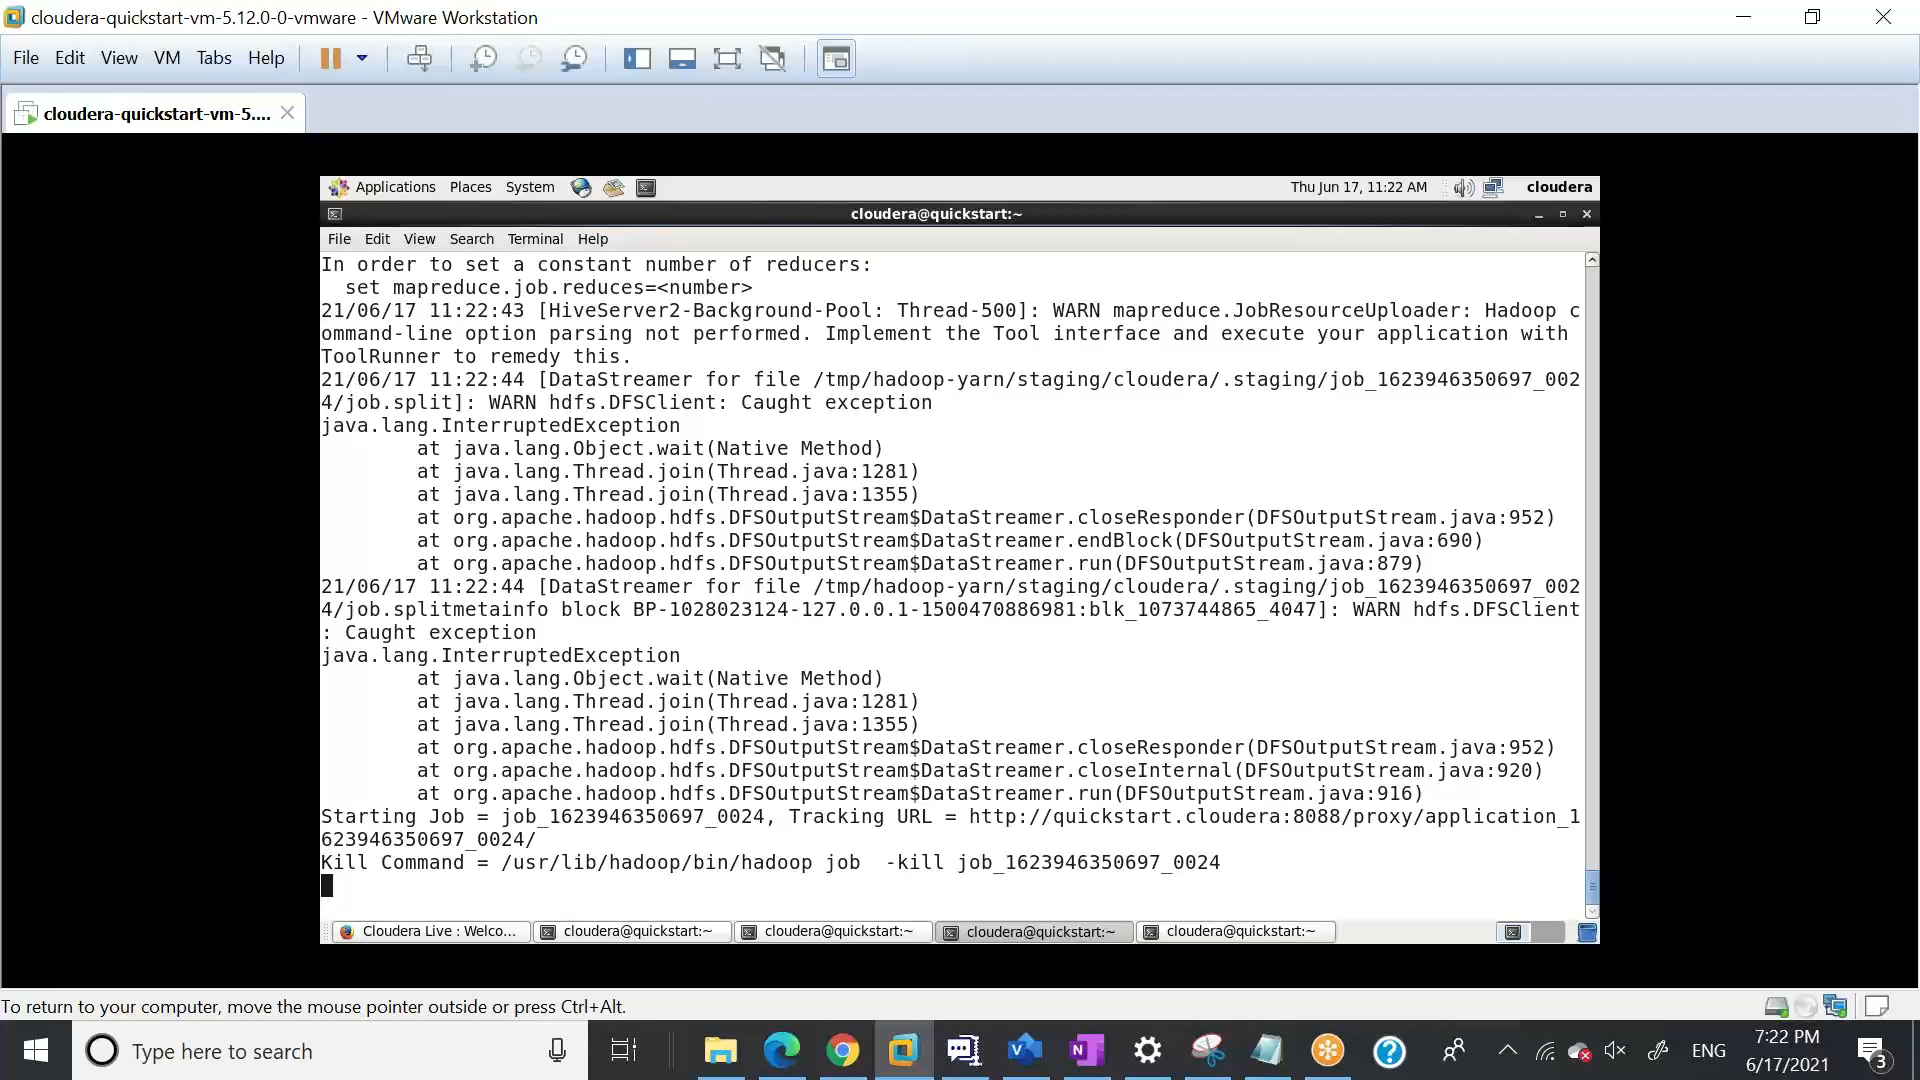 cloudera-quickstart-vm-5.12.0-0-vmware - VMware Workstation
File Edit View VM Tabs Help
cloudera-quickstart-vm-5....
Applications Places System Thu Jun 17, 11:22 AM cloudera
cloudera@quickstart:~
File Edit View Search Terminal Help
In order to set a constant number of reducers:
  set mapreduce.job.reduces=<number>
21/06/17 11:22:43 [HiveServer2-Background-Pool: Thread-500]: WARN mapreduce.JobResourceUploader: Hadoop c
ommand-line option parsing not performed. Implement the Tool interface and execute your application with
ToolRunner to remedy this.
21/06/17 11:22:44 [DataStreamer for file /tmp/hadoop-yarn/staging/cloudera/.staging/job_1623946350697_002
4/job.split]: WARN hdfs.DFSClient: Caught exception
java.lang.InterruptedException
        at java.lang.Object.wait(Native Method)
        at java.lang.Thread.join(Thread.java:1281)
        at java.lang.Thread.join(Thread.java:1355)
        at org.apache.hadoop.hdfs.DFSOutputStream$DataStreamer.closeResponder(DFSOutputStream.java:952)
        at org.apache.hadoop.hdfs.DFSOutputStream$DataStreamer.endBlock(DFSOutputStream.java:690)
        at org.apache.hadoop.hdfs.DFSOutputStream$DataStreamer.run(DFSOutputStream.java:879)
21/06/17 11:22:44 [DataStreamer for file /tmp/hadoop-yarn/staging/cloudera/.staging/job_1623946350697_002
4/job.splitmetainfo block BP-1028023124-127.0.0.1-1500470886981:blk_1073744865_4047]: WARN hdfs.DFSClient
: Caught exception
java.lang.InterruptedException
        at java.lang.Object.wait(Native Method)
        at java.lang.Thread.join(Thread.java:1281)
        at java.lang.Thread.join(Thread.java:1355)
        at org.apache.hadoop.hdfs.DFSOutputStream$DataStreamer.closeResponder(DFSOutputStream.java:952)
        at org.apache.hadoop.hdfs.DFSOutputStream$DataStreamer.closeInternal(DFSOutputStream.java:920)
        at org.apache.hadoop.hdfs.DFSOutputStream$DataStreamer.run(DFSOutputStream.java:916)
Starting Job = job_1623946350697_0024, Tracking URL = http://quickstart.cloudera:8088/proxy/application_1
623946350697_0024/
Kill Command = /usr/lib/hadoop/bin/hadoop job  -kill job_1623946350697_0024
Cloudera Live : Welco... cloudera@quickstart:~ cloudera@quickstart:~ cloudera@quickstart:~ cloudera@quickstart:~
To return to your computer, move the mouse pointer outside or press Ctrl+Alt.
Type here to search
ENG
7:22 PM
6/17/2021
3